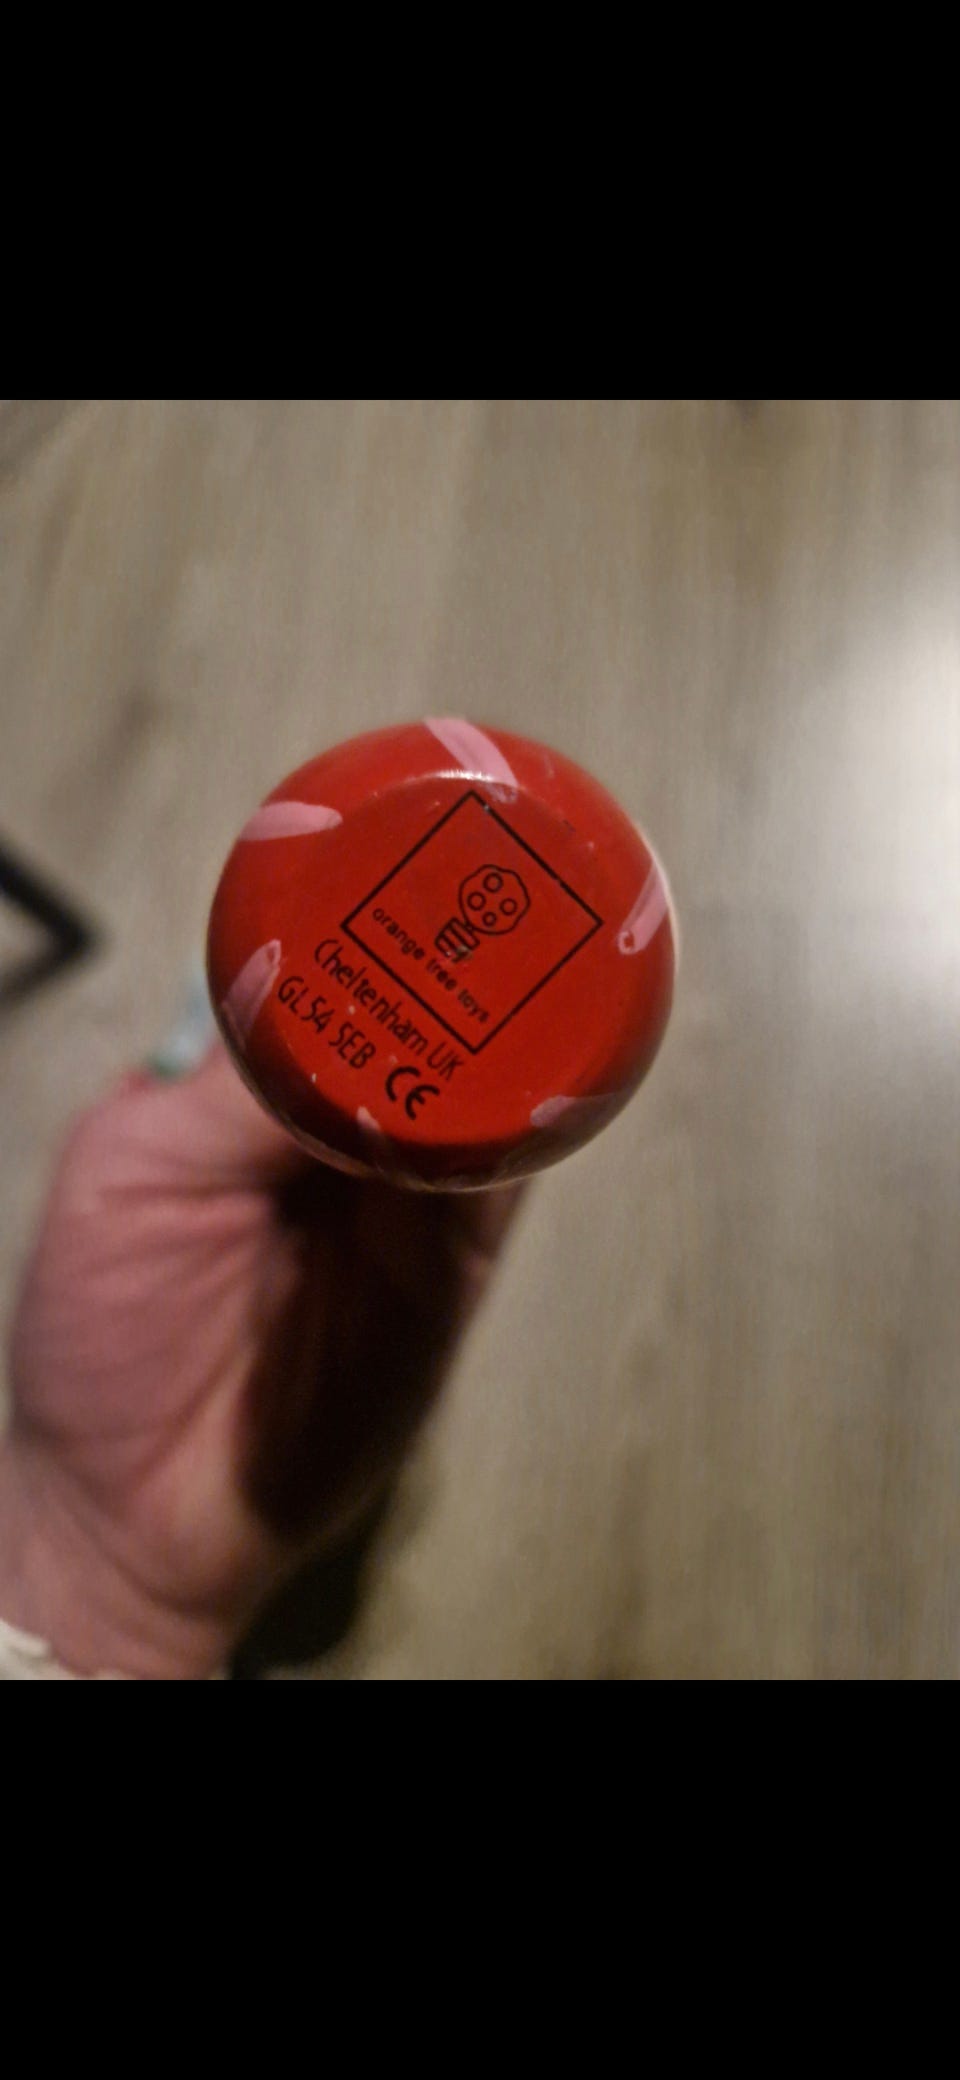 orange tree toys
Cheltenham UK
GL54 5EB
CE